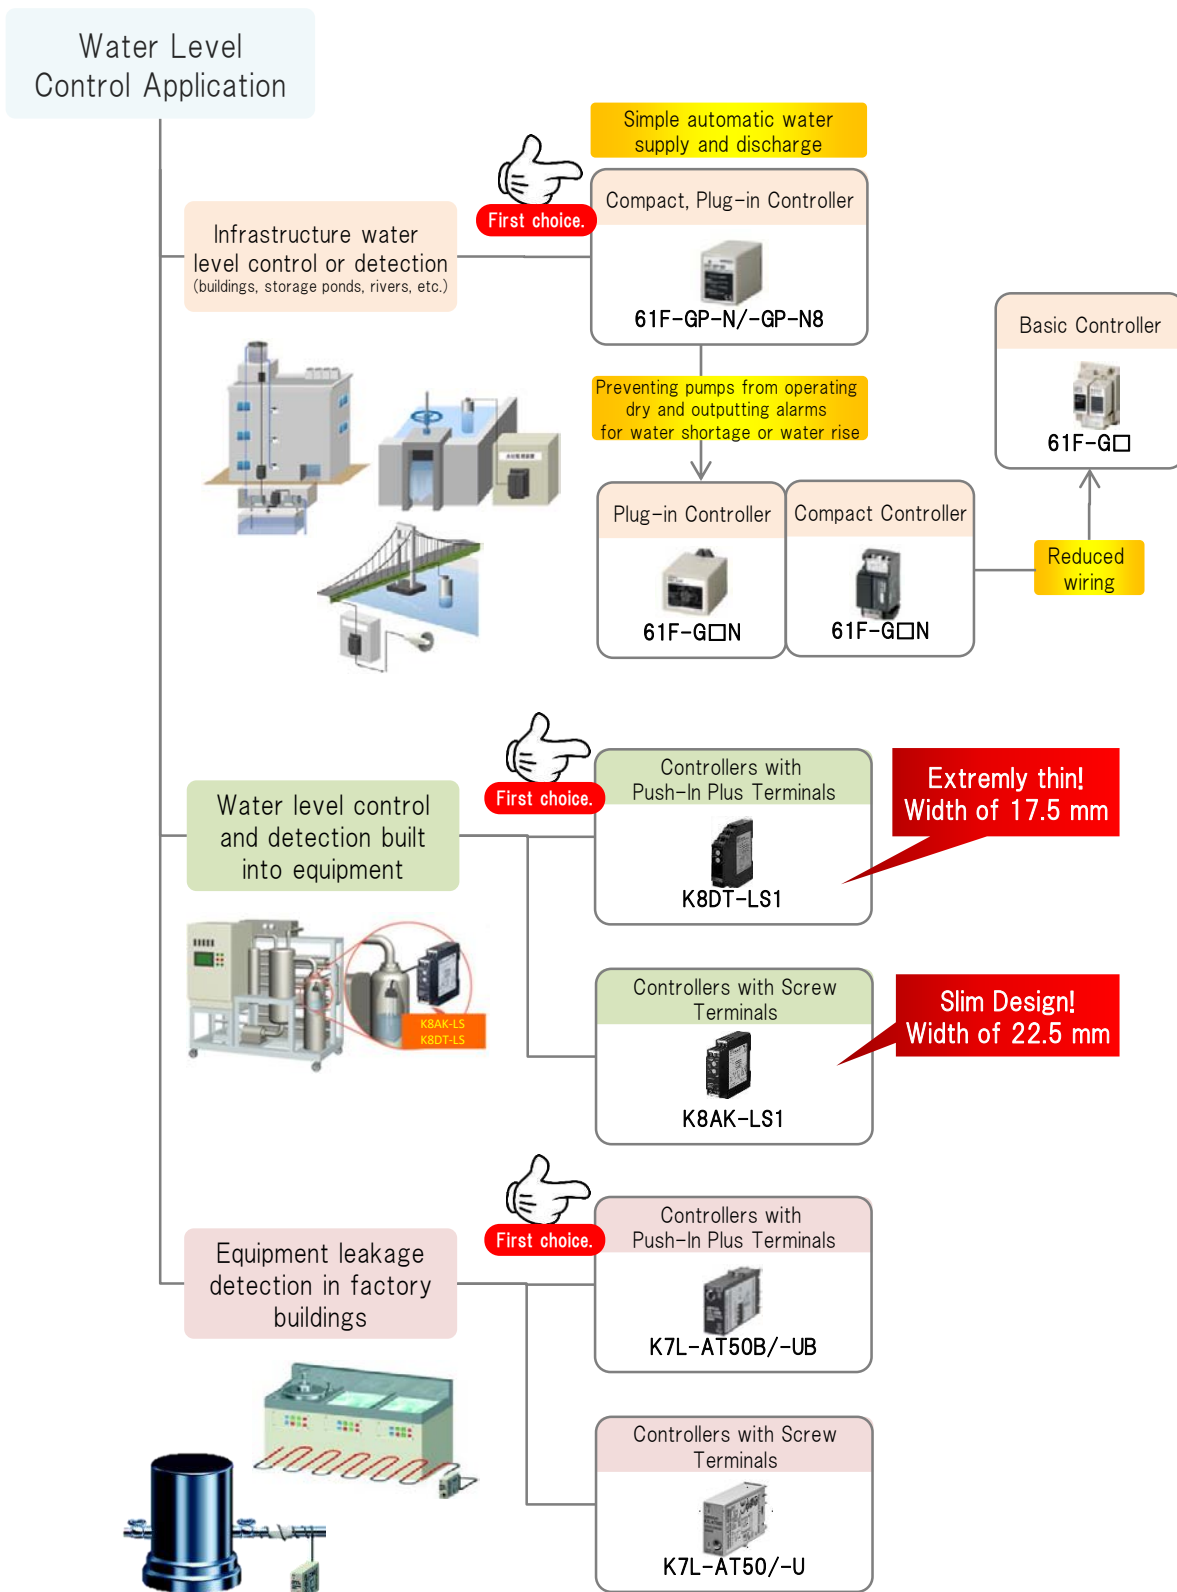 Water Level
Control Application
Simple automatic water
supply and discharge
First choice.
Compact, Plug-in Controller
61F-GP-N/-GP-N8
Infrastructure water
level control or detection
(buildings, storage ponds, rivers, etc.)
Preventing pumps from operating
dry and outputting alarms
for water shortage or water rise
Basic Controller
61F-G□
Plug-in Controller
61F-G□N
Compact Controller
61F-G□N
Reduced
wiring
First choice.
Controllers with
Push-In Plus Terminals
K8DT-LS1
Extremly thin!
Width of 17.5 mm
Water level control
and detection built
into equipment
K8AK-LS
K8DT-LS
Controllers with Screw
Terminals
K8AK-LS1
Slim Design!
Width of 22.5 mm
First choice.
Controllers with
Push-In Plus Terminals
K7L-AT50B/-UB
Equipment leakage
detection in factory
buildings
Controllers with Screw
Terminals
K7L-AT50/-U